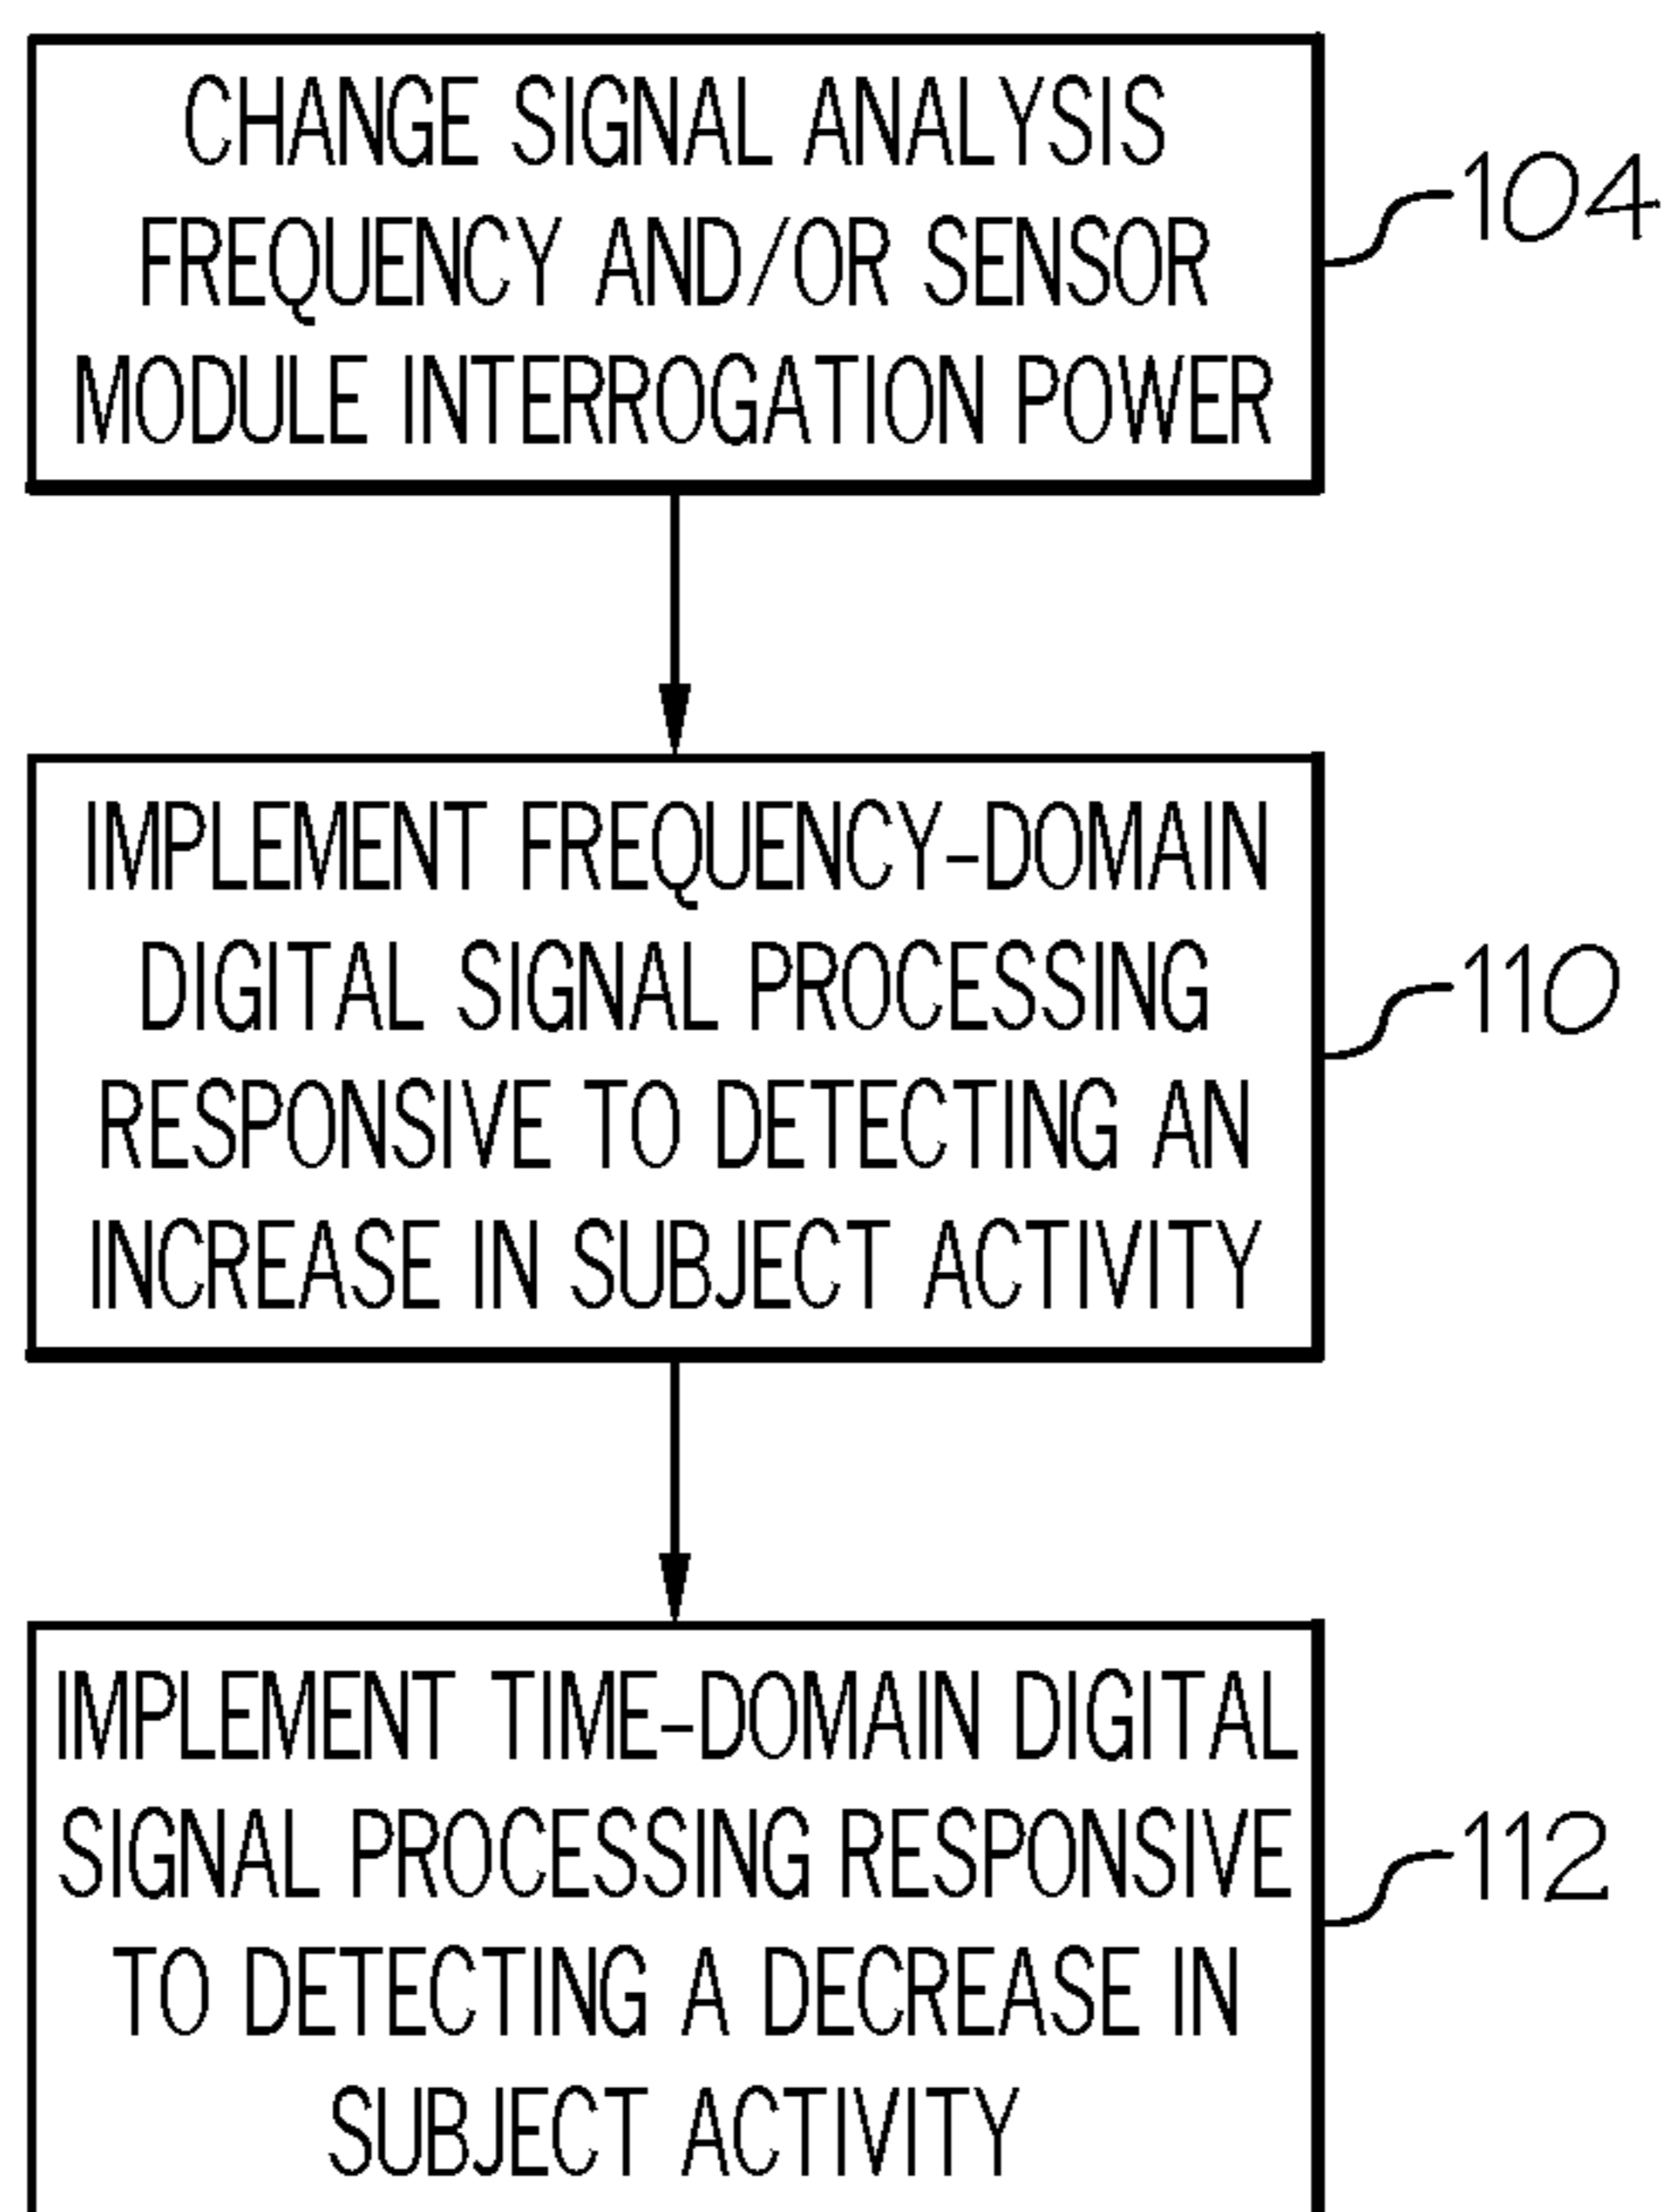 CHANGE SIGNAL ANALYSIS
FREQUENCY AND/OR SENSOR
MODULE INTERROGATION POWER
104
IMPLEMENT FREQUENCY-DOMAIN
DIGITAL SIGNAL PROCESSING
RESPONSIVE TO DETECTING AN
INCREASE IN SUBJECT ACTIVITY
110
IMPLEMENT TIME-DOMAIN DIGITAL
SIGNAL PROCESSING RESPONSIVE
TO DETECTING A DECREASE IN
SUBJECT ACTIVITY
112